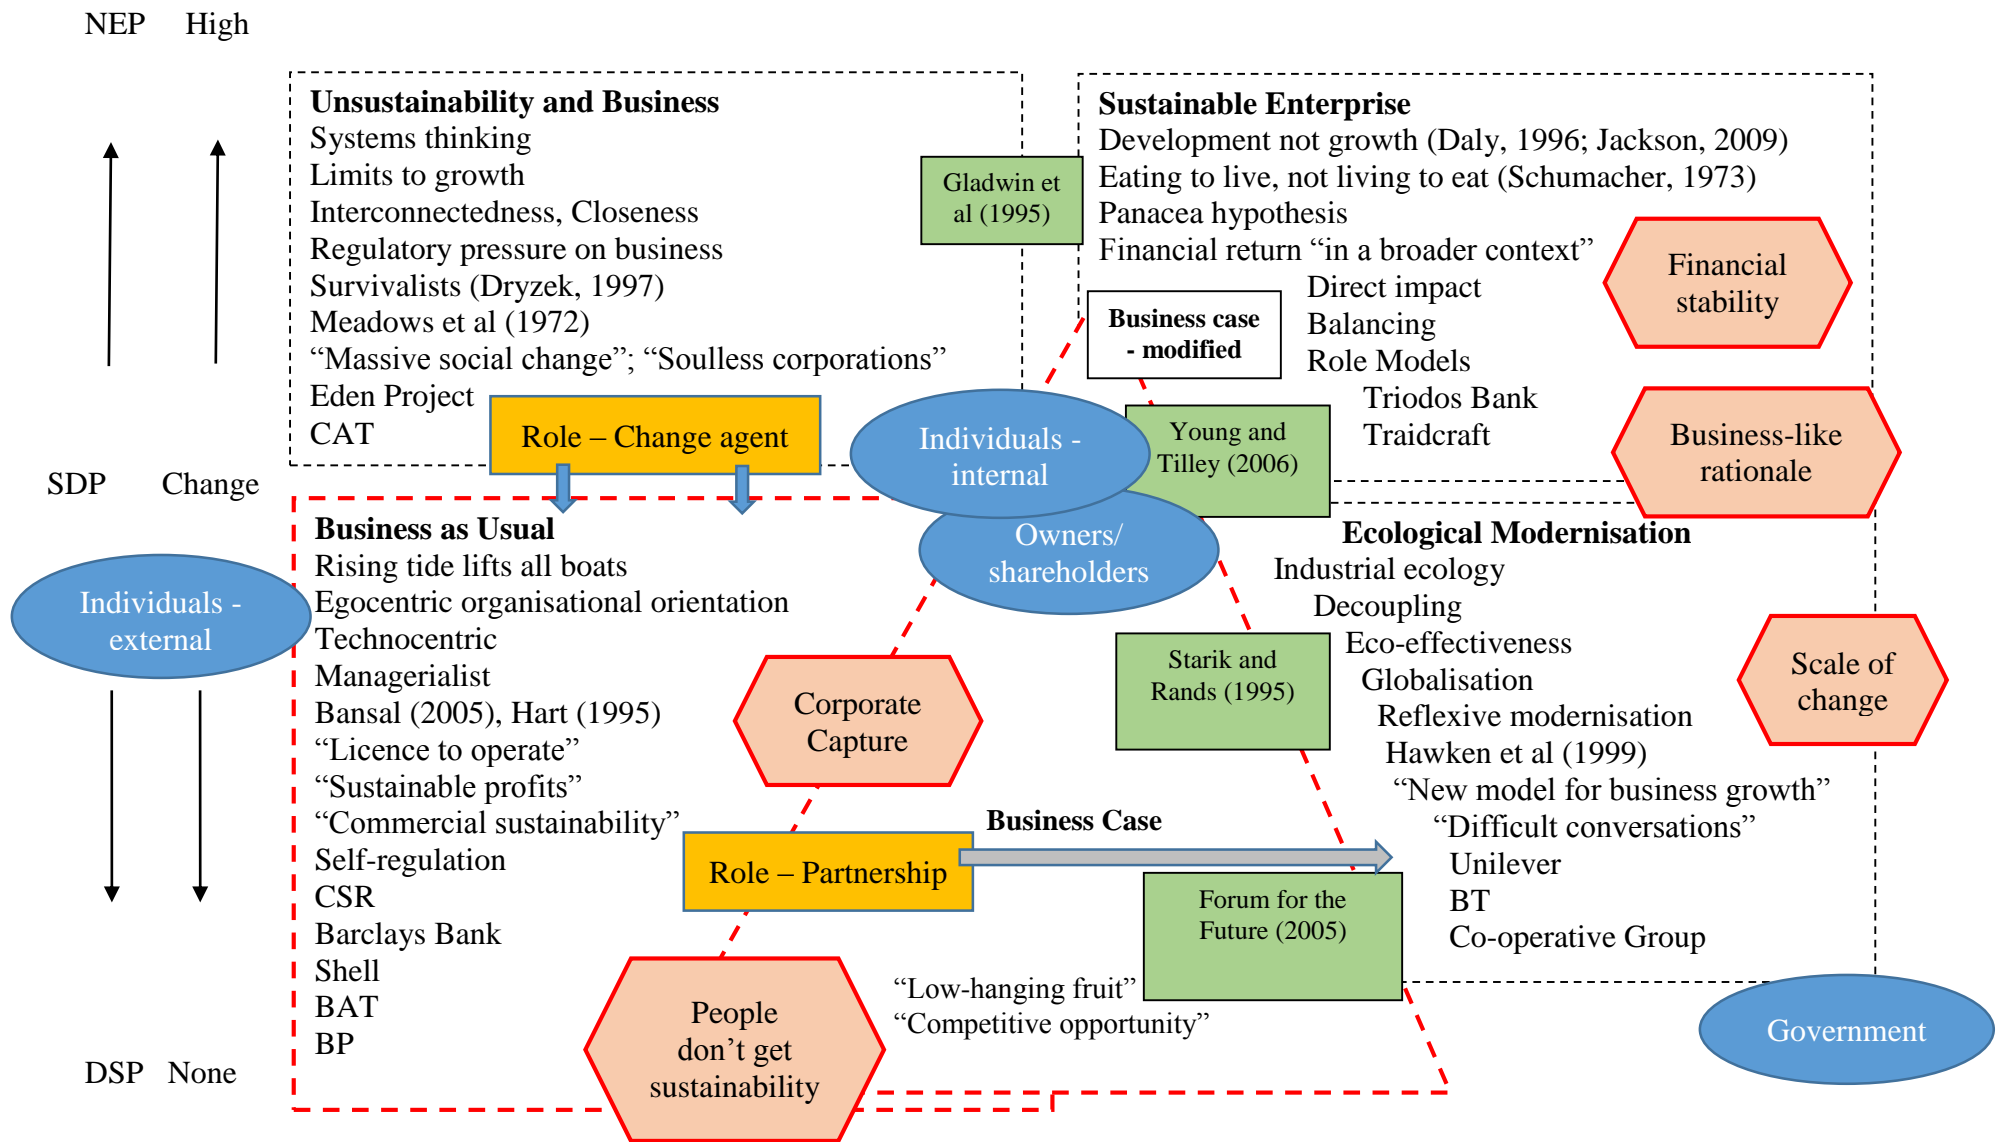 NEP High
Unsustainability and Business
Systems thinking
Limits to growth
Interconnectedness, Closeness
Regulatory pressure on business
Survivalists (Dryzek, 1997)
Meadows et al (1972)
“Massive social change”; “Soulless corporations”
Eden Project
CAT
Gladwin et
al (1995)
Sustainable Enterprise
Development not growth (Daly, 1996; Jackson, 2009)
Eating to live, not living to eat (Schumacher, 1973)
Panacea hypothesis
Financial return “in a broader context”
Direct impact
Balancing
Role Models
Triodos Bank
Traidcraft
Financial
stability
Business case
- modified
Role – Change agent
Individuals -
internal
Young and
Tilley (2006)
Business-like
rationale
SDP Change
Owners/
shareholders
Individuals -
external
Business as Usual
Rising tide lifts all boats
Egocentric organisational orientation
Technocentric
Managerialist
Bansal (2005), Hart (1995)
“Licence to operate”
“Sustainable profits”
“Commercial sustainability”
Self-regulation
CSR
Barclays Bank
Shell
BAT
BP
Corporate
Capture
Starik and
Rands (1995)
Ecological Modernisation
Industrial ecology
Decoupling
Eco-effectiveness
Globalisation
Reflexive modernisation
Hawken et al (1999)
“New model for business growth”
“Difficult conversations”
Unilever
BT
Co-operative Group
Scale of
change
Business Case
Role – Partnership
Forum for the
Future (2005)
“Low-hanging fruit”
“Competitive opportunity”
People
don’t get
sustainability
Government
DSP None